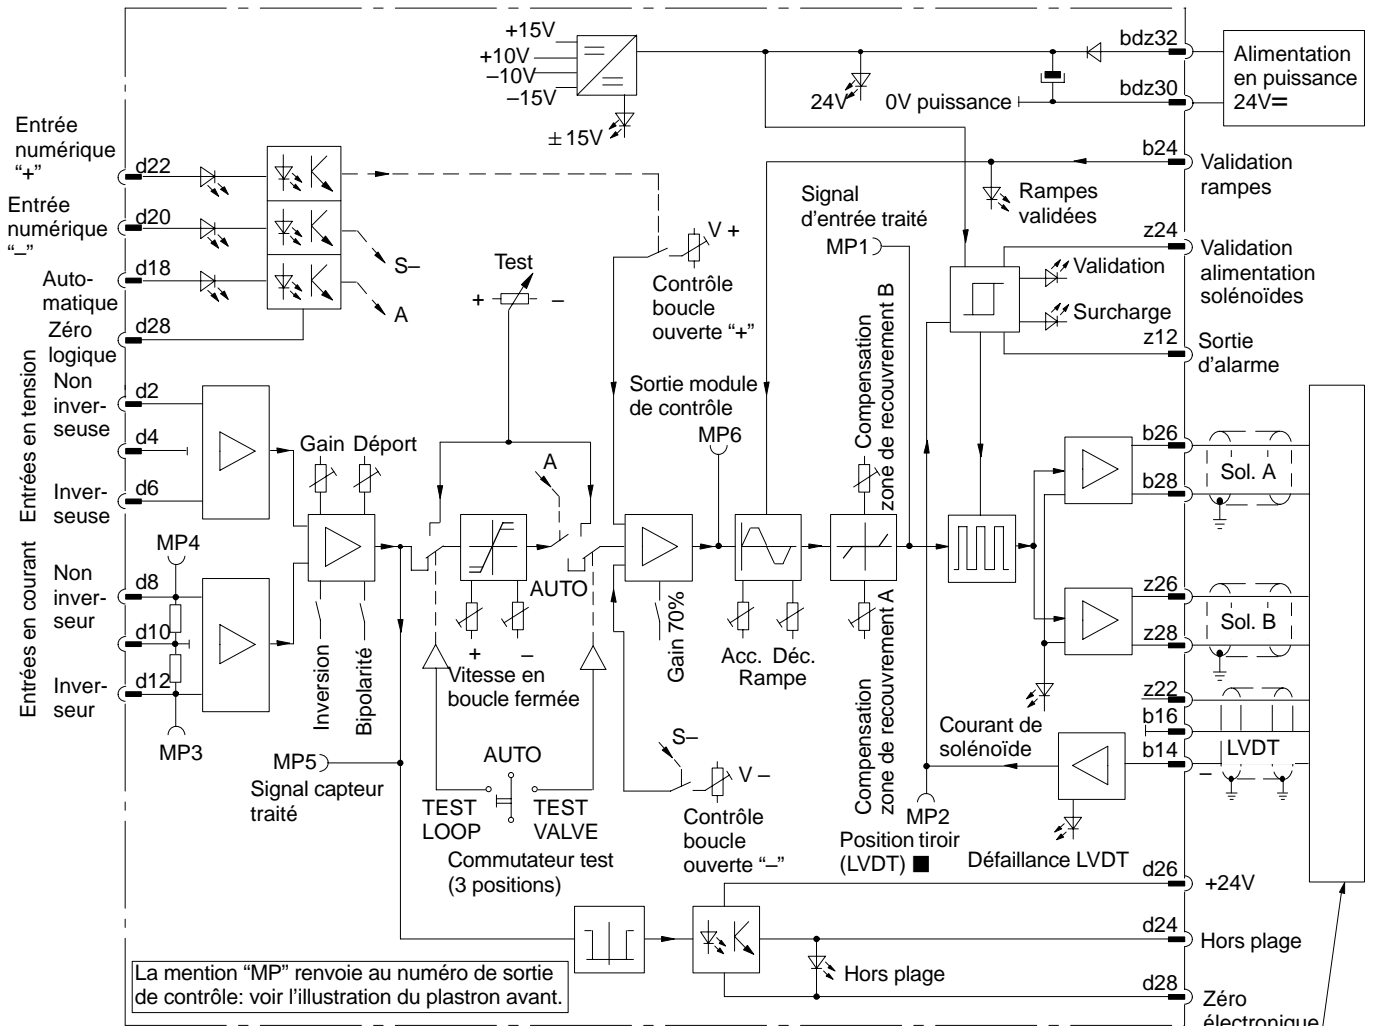 +15V
+10V
–10V
–15V
± 15V
24V
0V puissance
bdz32
bdz30
Alimentation
en puissance
24V=
Entrée
numérique
“+”
d22
Entrée
numérique
“–”
d20
Auto-
matique
d18
Zéro
logique
d28
S–
A
Test
+
–
V +
Contrôle
boucle
ouverte “+”
Signal
d'entrée traité
MP1
b24
Validation
rampes
Rampes
validées
z24
Validation
alimentation
solénoïdes
Validation
Surcharge
z12
Sortie
d'alarme
Entrées en tension
Non
inver-
seuse
d2
d4
Inver-
seuse
d6
Gain
Déport
A
AUTO
Sortie module
de contrôle
MP6
Compensation
zone de recouvrement B
b26
b28
Sol. A
Entrées en courant
MP4
Non
inver-
seur
d8
d10
Inver-
seur
d12
MP3
Inversion
Bipolarité
+
–
Vitesse en
boucle fermée
Gain 70%
Acc.
Déc.
Rampe
Compensation
zone de recouvrement A
z26
z28
Sol. B
z22
b16
b14
LVDT
–
Courant de
solénoïde
MP5
Signal capteur
traité
AUTO
TEST
LOOP
TEST
VALVE
Commutateur test
(3 positions)
S–
V –
Contrôle
boucle
ouverte “–”
MP2
Position tiroir
(LVDT) ■
Défaillance LVDT
d26
+24V
d24
Hors plage
Hors plage
d28
Zéro
électronique
La mention “MP” renvoie au numéro de sortie
de contrôle: voir l’illustration du plastron avant.